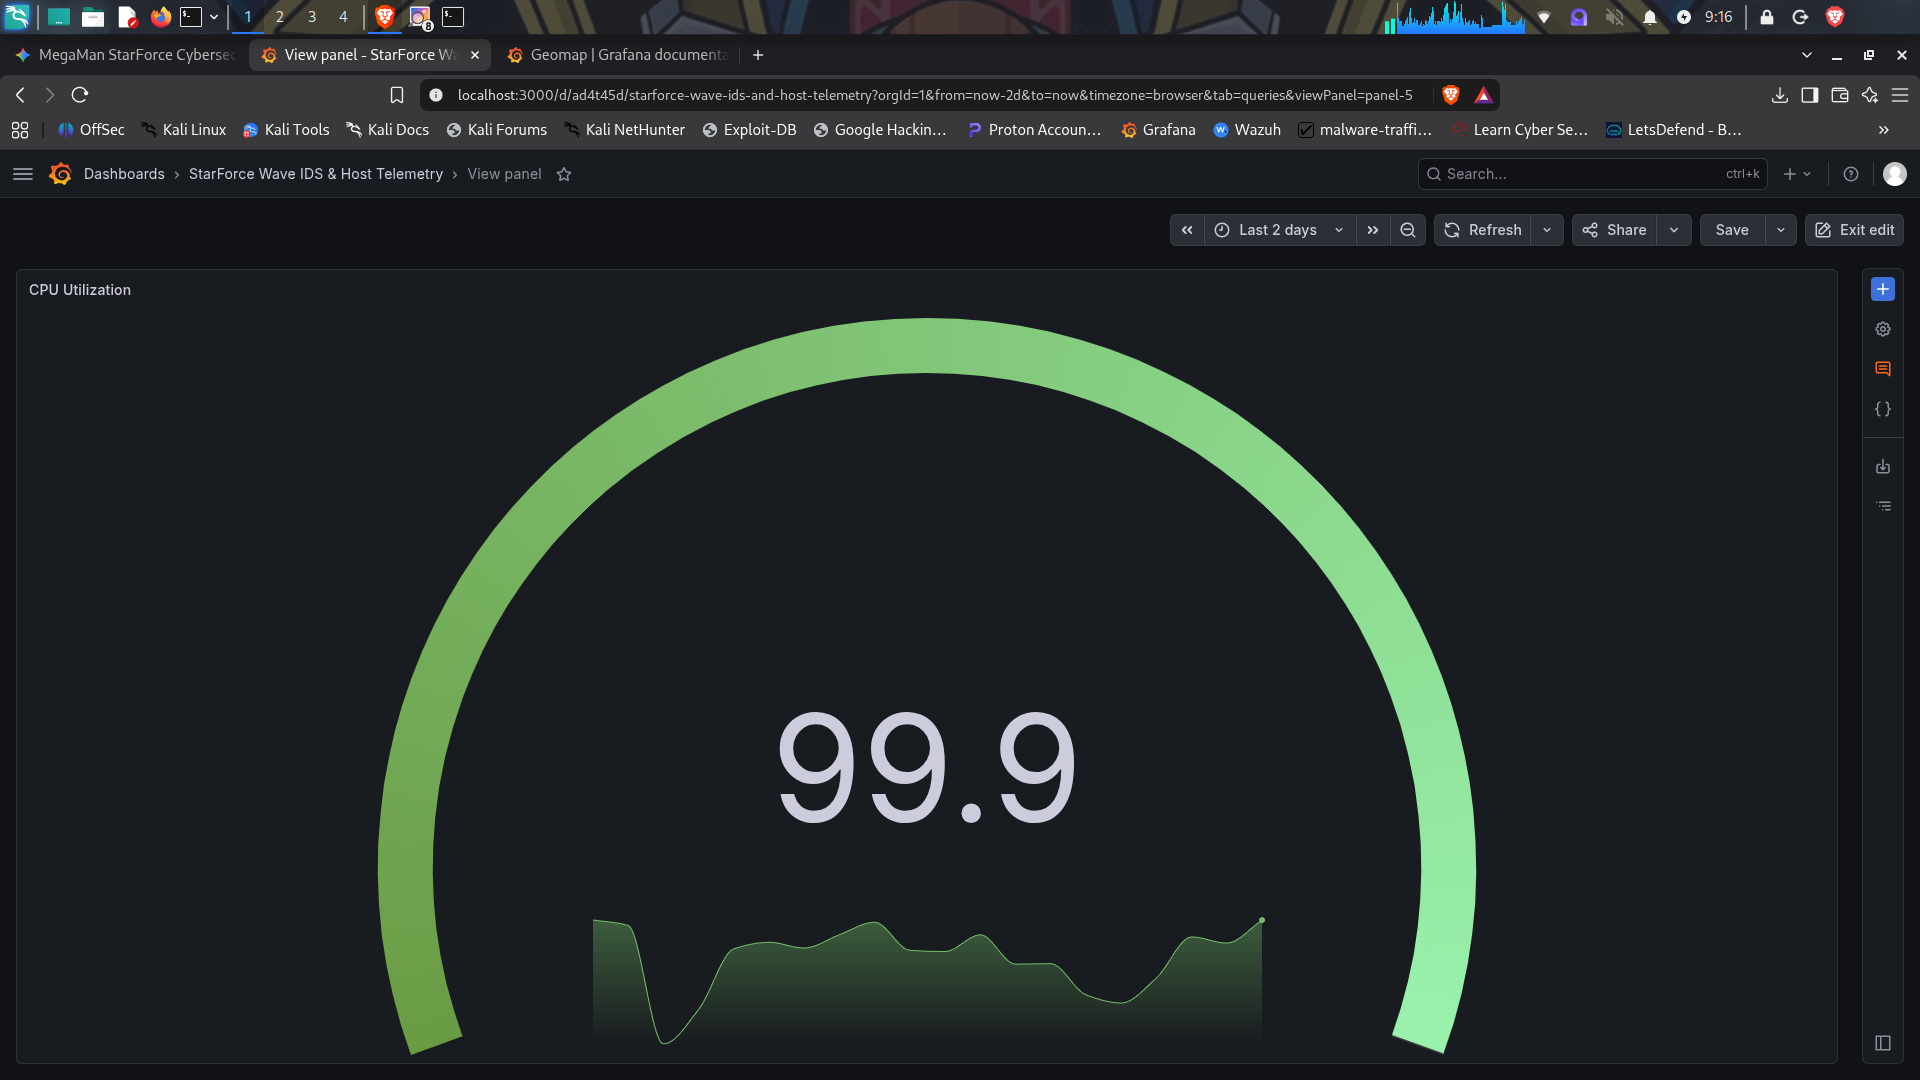 1 2 3 4 8 9:16
MegaMan StarForce Cyberse
View panel - StarForce Wa
Geomap | Grafana documenta
localhost:3000/d/ad4t45d/starforce-wave-ids-and-host-telemetry?orgId=1&from=now-2d&to=now&timezone=browser&tab=queries&viewPanel=panel-5
OffSec Kali Linux Kali Tools Kali Docs Kali Forums Kali NetHunter Exploit-DB Google Hackin... Proton Accoun... Grafana Wazuh malware-traffi... Learn Cyber Se... LetsDefend - B...
Dashboards › StarForce Wave IDS & Host Telemetry › View panel
Search... ctrl+k
Last 2 days Refresh Share Save Exit edit
CPU Utilization
99.9